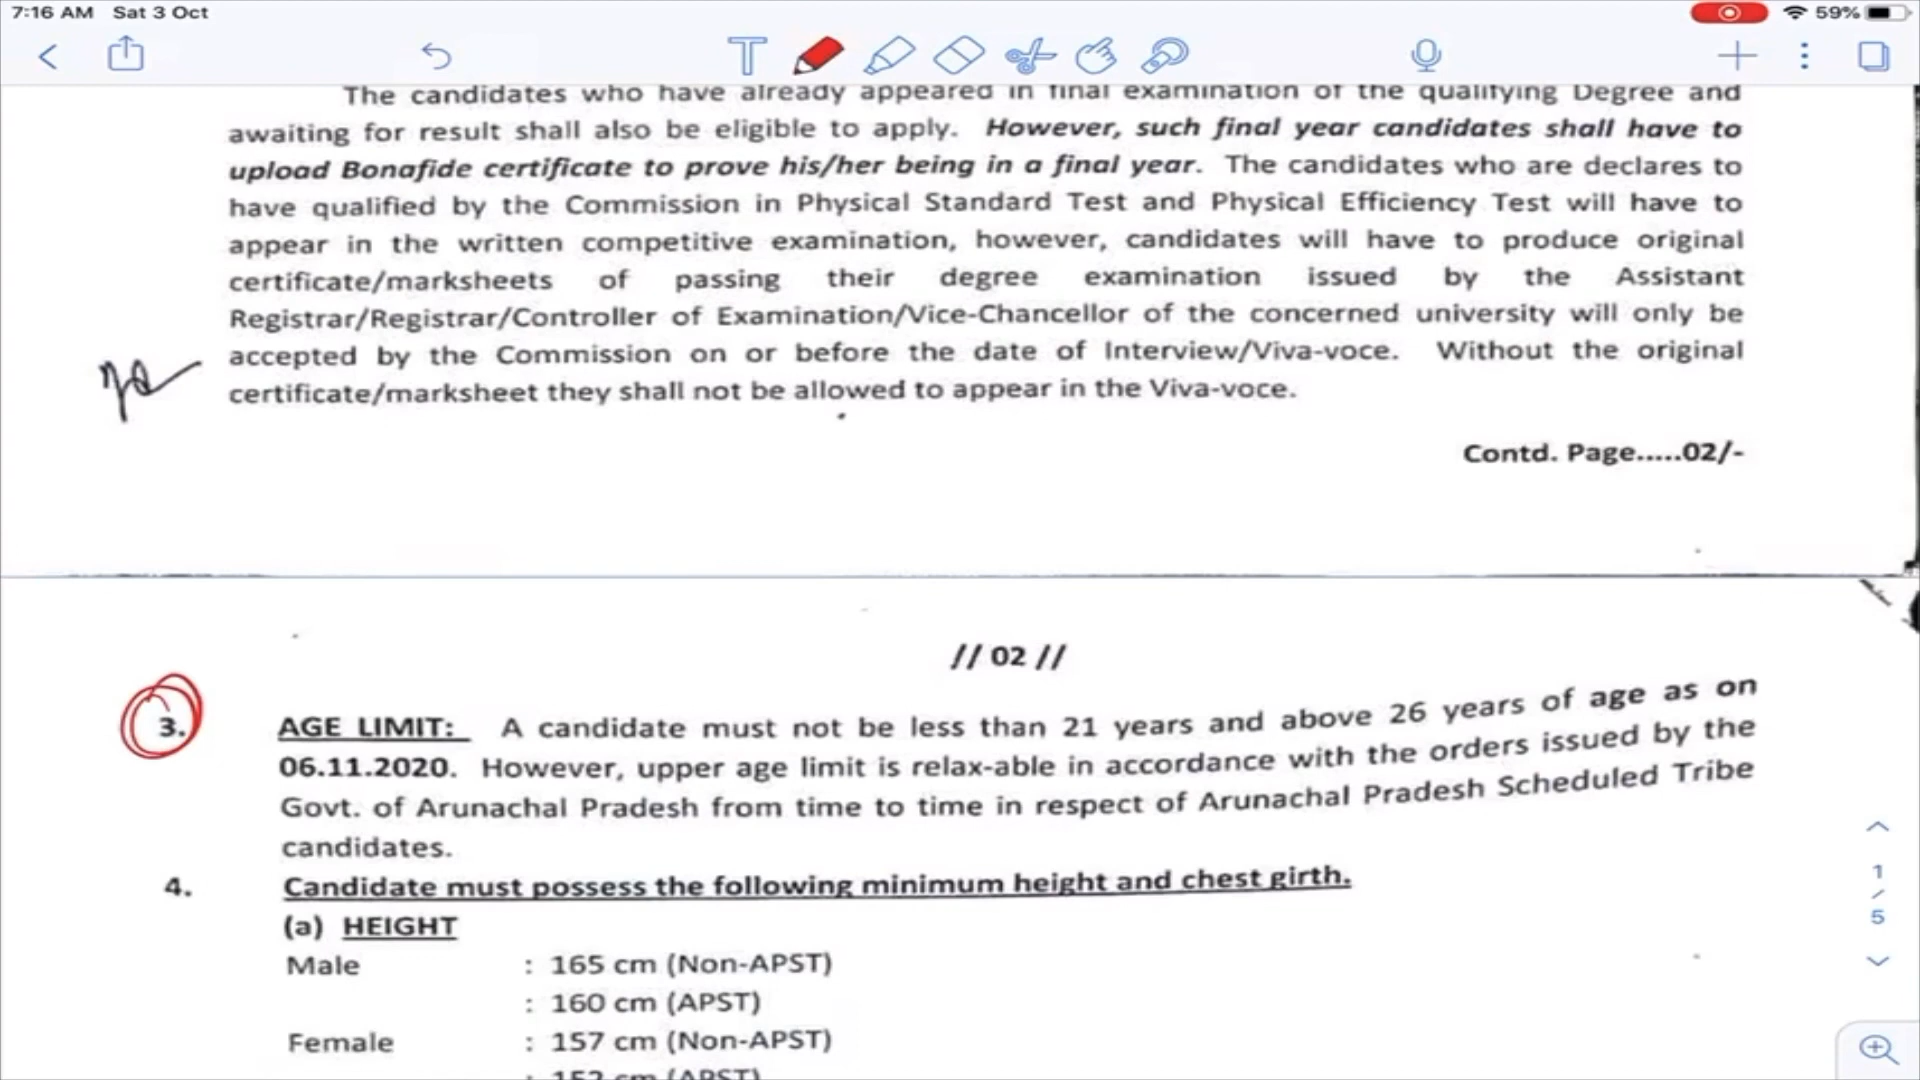 7:16 AM Sat 3 Oct 59%
The candidates who have already appeared in final examination of the qualifying Degree and
awaiting for result shall also be eligible to apply. However, such final year candidates shall have to
upload Bonafide certificate to prove his/her being in a final year. The candidates who are declares to
have qualified by the Commission in Physical Standard Test and Physical Efficiency Test will have to
appear in the written competitive examination, however, candidates will have to produce original
certificate/marksheets of passing their degree examination issued by the Assistant
Registrar/Registrar/Controller of Examination/Vice-Chancellor of the concerned university will only be
accepted by the Commission on or before the date of Interview/Viva-voce. Without the original
certificate/marksheet they shall not be allowed to appear in the Viva-voce.
Contd. Page.....02/-
// 02 //
3. AGE LIMIT: A candidate must not be less than 21 years and above 26 years of age as on
06.11.2020. However, upper age limit is relax-able in accordance with the orders issued by the
Govt. of Arunachal Pradesh from time to time in respect of Arunachal Pradesh Scheduled Tribe
candidates.
4. Candidate must possess the following minimum height and chest girth.
(a) HEIGHT
Male : 165 cm (Non-APST)
: 160 cm (APST)
Female : 157 cm (Non-APST)
: 152 cm (APST)
1
/
5